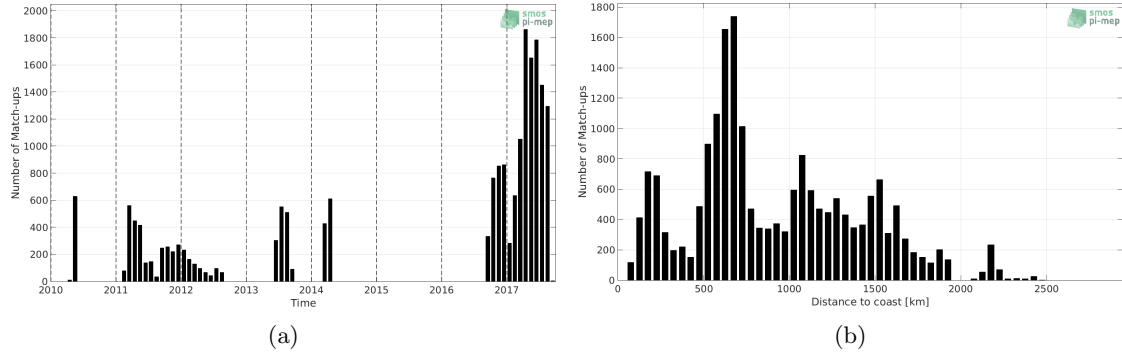 smos
pi-mep
2000
1800
1600
1400
1200
1000
800
600
400
200
0
Number of Match-ups
2010 2011 2012 2013 2014 2015 2016 2017
Time
(a)
smos
pi-mep
1800
1600
1400
1200
1000
800
600
400
200
0
Number of Match-ups
0 500 1000 1500 2000 2500
Distance to coast [km]
(b)